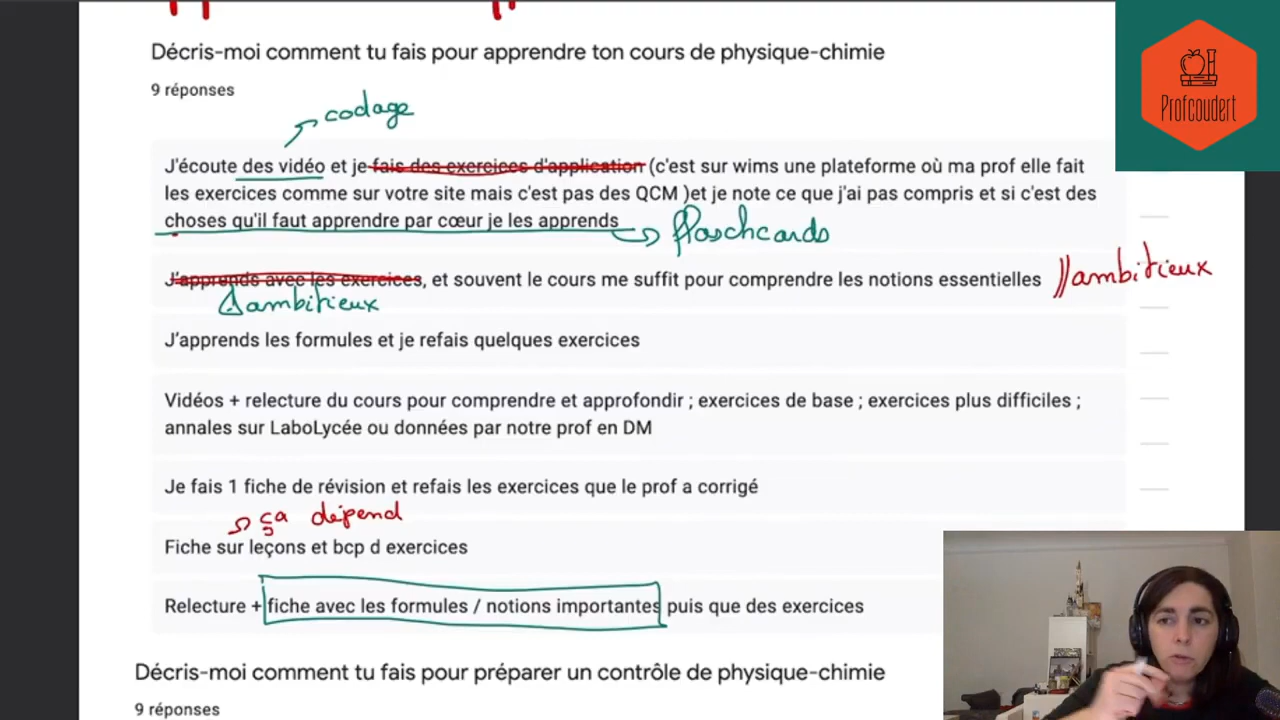 Décris-moi comment tu fais pour apprendre ton cours de physique-chimie
9 réponses
codage
J'écoute des vidéo et je fais des exercices d'application (c'est sur wims une plateforme où ma prof elle fait
les exercices comme sur votre site mais c'est pas des QCM )et je note ce que j'ai pas compris et si c'est des
choses qu'il faut apprendre par cœur je les apprends
flashcards
J'apprends avec les exercices, et souvent le cours me suffit pour comprendre les notions essentielles
ambitieux
ambitieux
J'apprends les formules et je refais quelques exercices
Vidéos + relecture du cours pour comprendre et approfondir ; exercices de base ; exercices plus difficiles ;
annales sur LaboLycée ou données par notre prof en DM
Je fais 1 fiche de révision et refais les exercices que le prof a corrigé
ça dépend
Fiche sur leçons et bcp d exercices
Relecture + fiche avec les formules / notions importantes puis que des exercices
Décris-moi comment tu fais pour préparer un contrôle de physique-chimie
9 réponses
Profcoudert